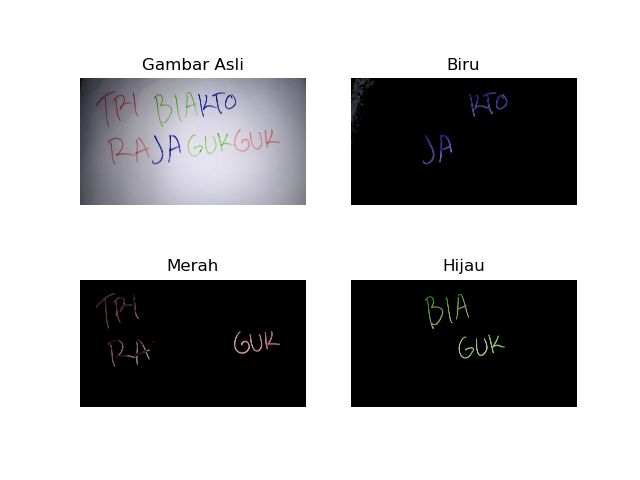 Gambar Asli
TRI BIAKTO
RAJAGUKGUK
Biru
KTO
JA
Merah
TRI
RA GUK
Hijau
BIA
GUK